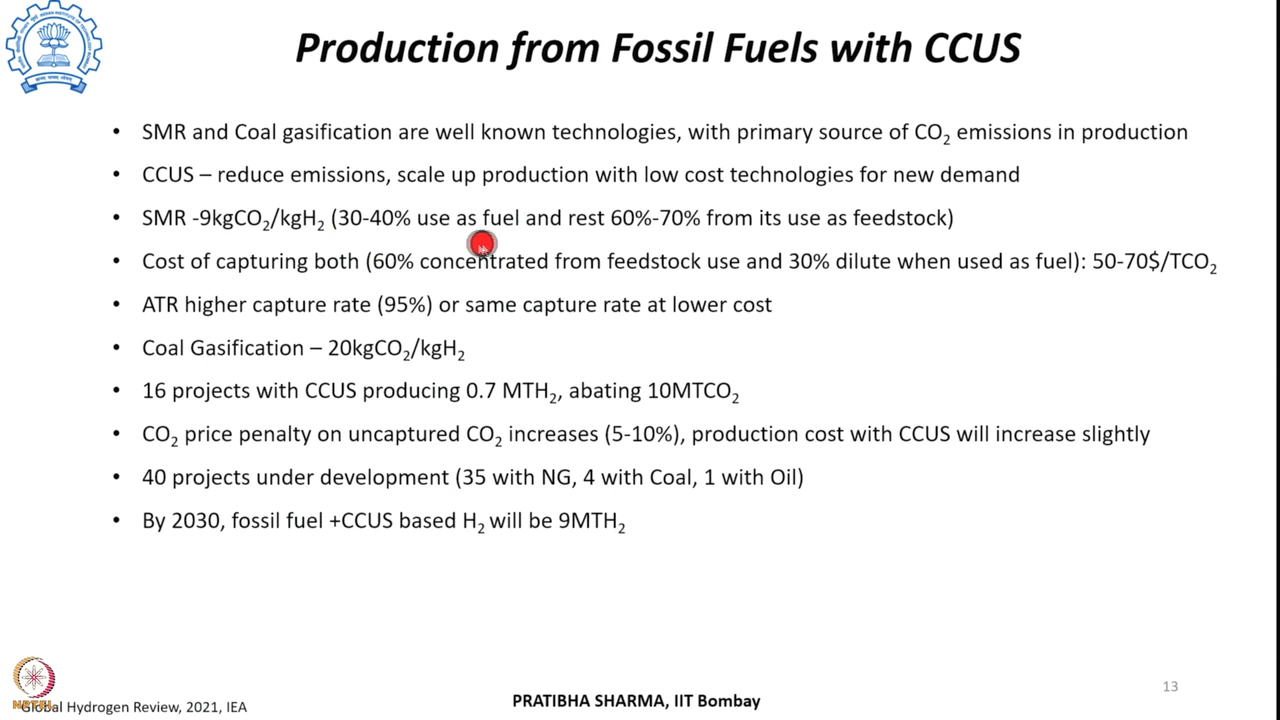 Production from Fossil Fuels with CCUS
• SMR and Coal gasification are well known technologies, with primary source of CO₂ emissions in production
• CCUS – reduce emissions, scale up production with low cost technologies for new demand
• SMR -9kgCO₂/kgH₂ (30-40% use as fuel and rest 60%-70% from its use as feedstock)
• Cost of capturing both (60% concentrated from feedstock use and 30% dilute when used as fuel): 50-70$/TCO₂
• ATR higher capture rate (95%) or same capture rate at lower cost
• Coal Gasification – 20kgCO₂/kgH₂
• 16 projects with CCUS producing 0.7 MTH₂, abating 10MTCO₂
• CO₂ price penalty on uncaptured CO₂ increases (5-10%), production cost with CCUS will increase slightly
• 40 projects under development (35 with NG, 4 with Coal, 1 with Oil)
• By 2030, fossil fuel +CCUS based H₂ will be 9MTH₂
13
NPTEL
Global Hydrogen Review, 2021, IEA
PRATIBHA SHARMA, IIT Bombay